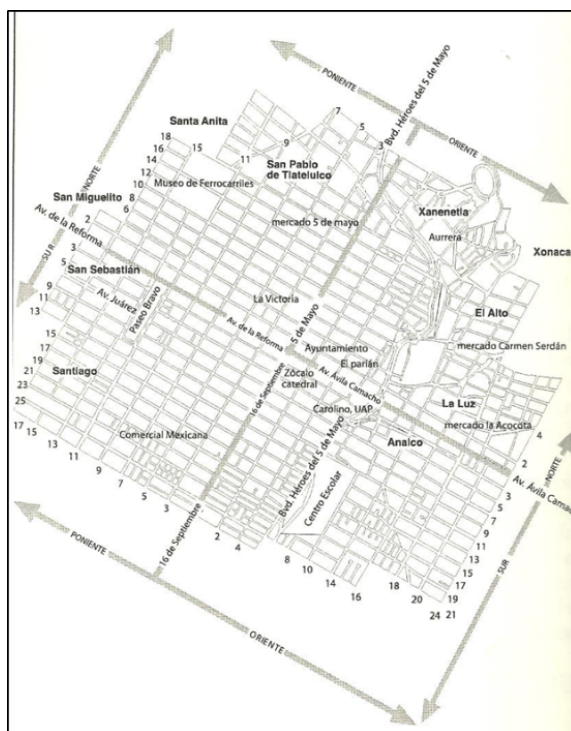 PONIENTE
ORIENTE
Bvd. Héroes del 5 de Mayo
7
5
3
Santa Anita
18
16
15
14
12
10
8
6
11
9
San Pablo
de Tlatelulco
Museo de Ferrocarriles
mercado 5 de mayo
Xanenetla
Aurrera
Xonaca
NORTE
SUR
San Miguelito
Av. de la Reforma
2
3
5
9
11
13
San Sebastián
Av. Juárez
Paseo Bravo
La Victoria
El Alto
5 de Mayo
Av. de la Reforma
Ayuntamiento
El parián
mercado Carmen Serdán
15
17
19
21
23
25
Santiago
Zócalo
catedral
Av. Ávila Camacho
16 de Septiembre
Carolino, UAP
La Luz
mercado la Acocota
4
Analco
Comercial Mexicana
17
15
13
11
9
7
5
3
2
4
Bvd. Héroes del 5 de Mayo
Centro Escolar
2
Av. Ávila Camac
3
5
7
9
11
13
15
17
19
21
NORTE
SUR
16 de Septiembre
8
10
14
16
18
20
24
PONIENTE
ORIENTE